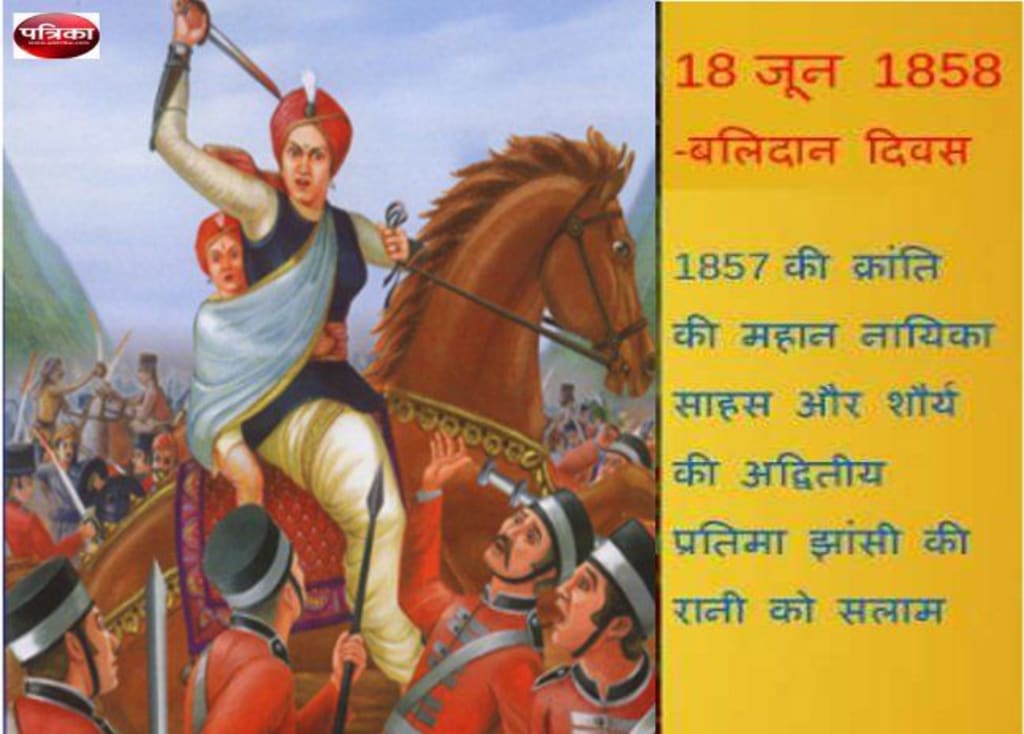 पत्रिका
18 जून 1858
-बलिदान दिवस
1857 की क्रांति
की महान नायिका
साहस और शौर्य
की अद्वितीय
प्रतिमा झांसी की
रानी को सलाम